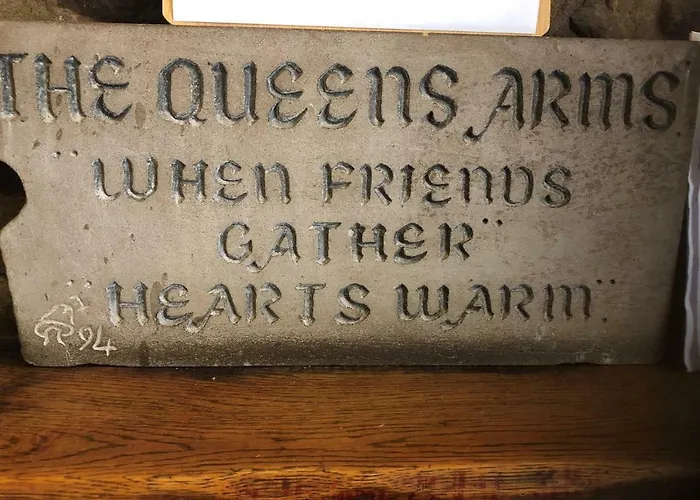 THE QUEENS ARMS
"WHEN FRIENDS
GATHER"
"HEARTS WARM"
94